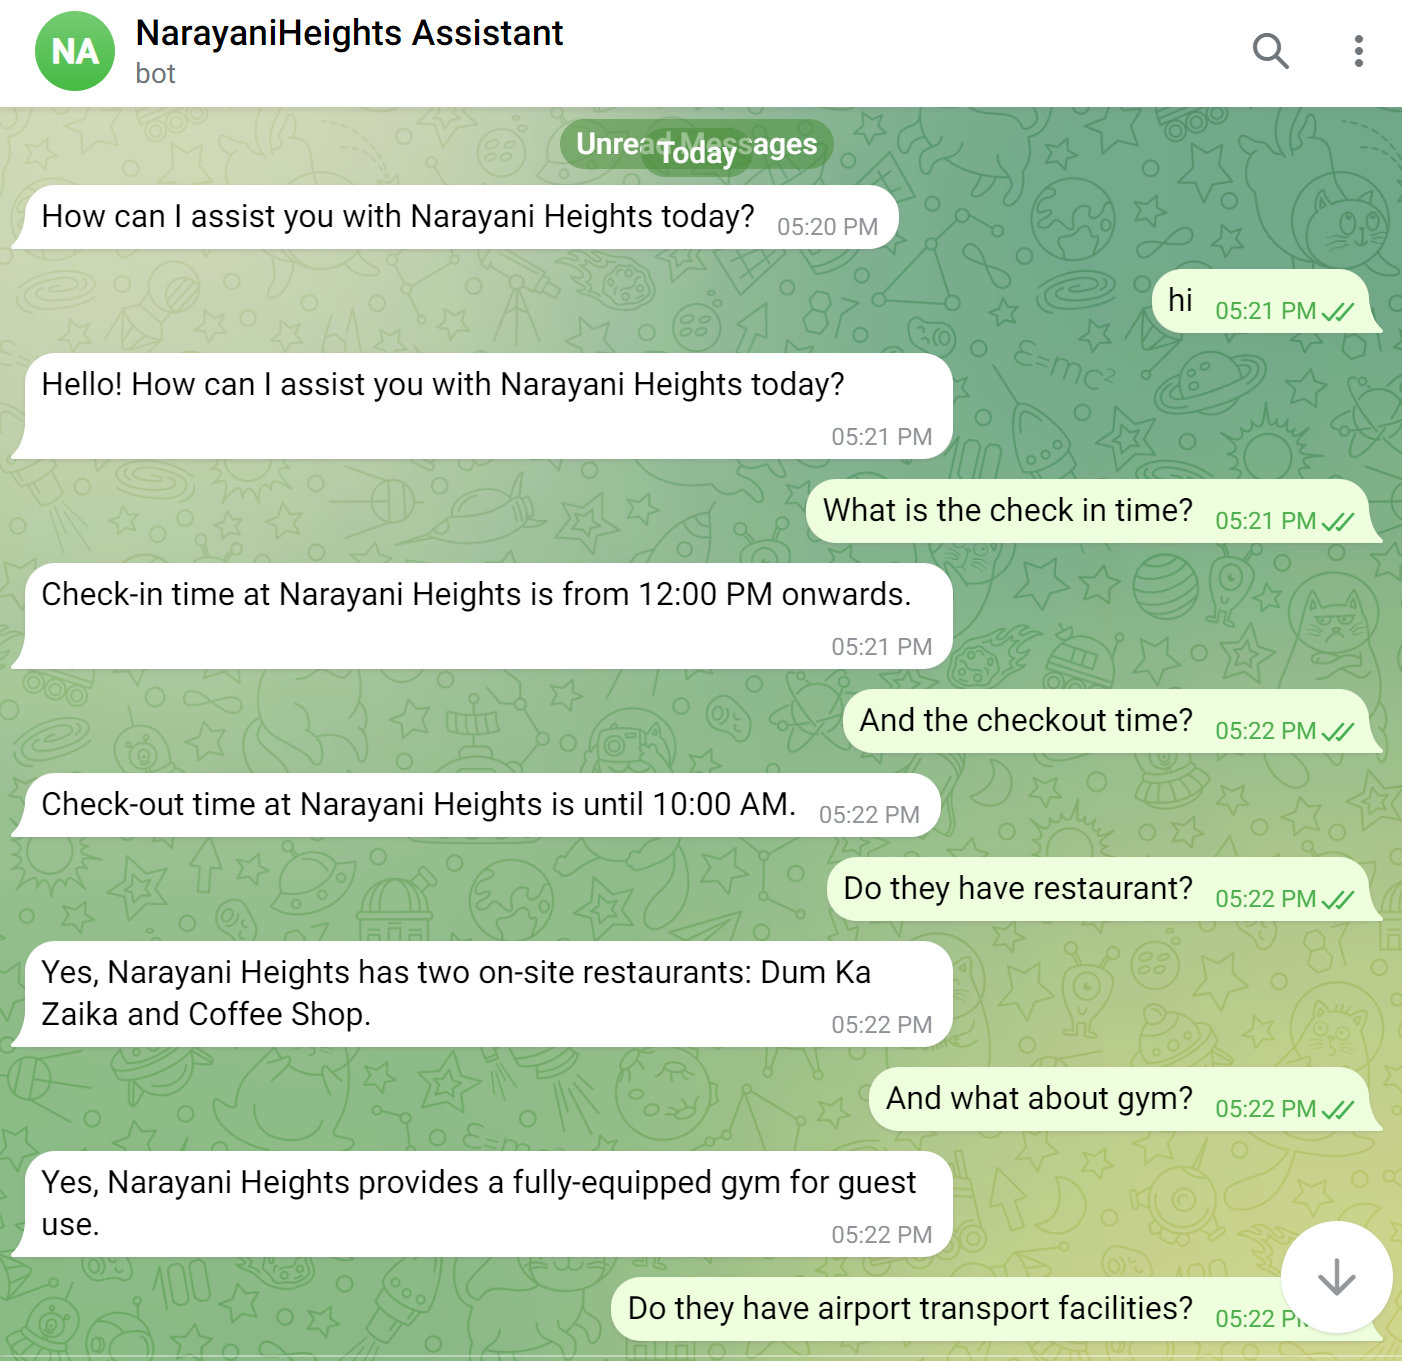 NA
NarayaniHeights Assistant
bot
Unread Messages
Today
How can I assist you with Narayani Heights today? 05:20 PM
hi 05:21 PM
Hello! How can I assist you with Narayani Heights today?
05:21 PM
What is the check in time? 05:21 PM
Check-in time at Narayani Heights is from 12:00 PM onwards.
05:21 PM
And the checkout time? 05:22 PM
Check-out time at Narayani Heights is until 10:00 AM. 05:22 PM
Do they have restaurant? 05:22 PM
Yes, Narayani Heights has two on-site restaurants: Dum Ka
Zaika and Coffee Shop.
05:22 PM
And what about gym? 05:22 PM
Yes, Narayani Heights provides a fully-equipped gym for guest
use.
05:22 PM
Do they have airport transport facilities? 05:22